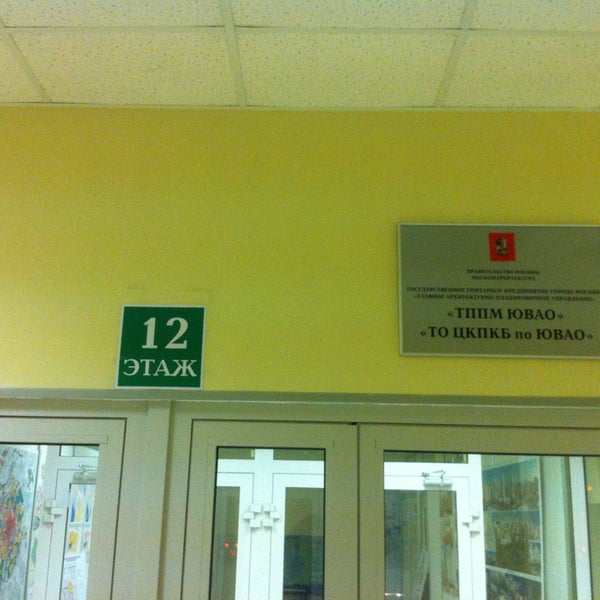 12
ЭТАЖ
ПРАВИТЕЛЬСТВО МОСКВЫ
МОСКОМАРХИТЕКТУРА
ГОСУДАРСТВЕННОЕ УНИТАРНОЕ ПРЕДПРИЯТИЕ ГОРОДА МОСКВЫ
«ГЛАВНОЕ АРХИТЕКТУРНО-ПЛАНИРОВОЧНОЕ УПРАВЛЕНИЕ»
«ТППМ ЮВАО»
«ТО ЦКПКБ по ЮВАО»